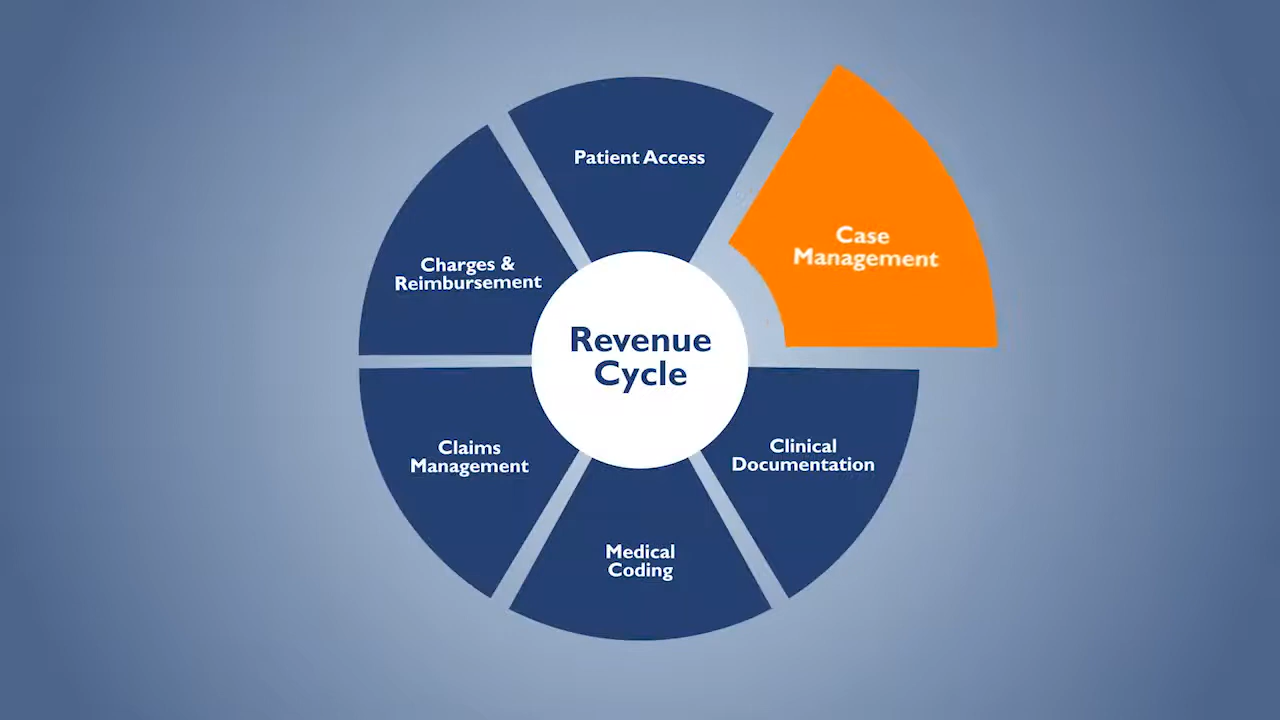 Patient Access
Case
Management
Charges &
Reimbursement
Revenue
Cycle
Clinical
Documentation
Claims
Management
Medical
Coding